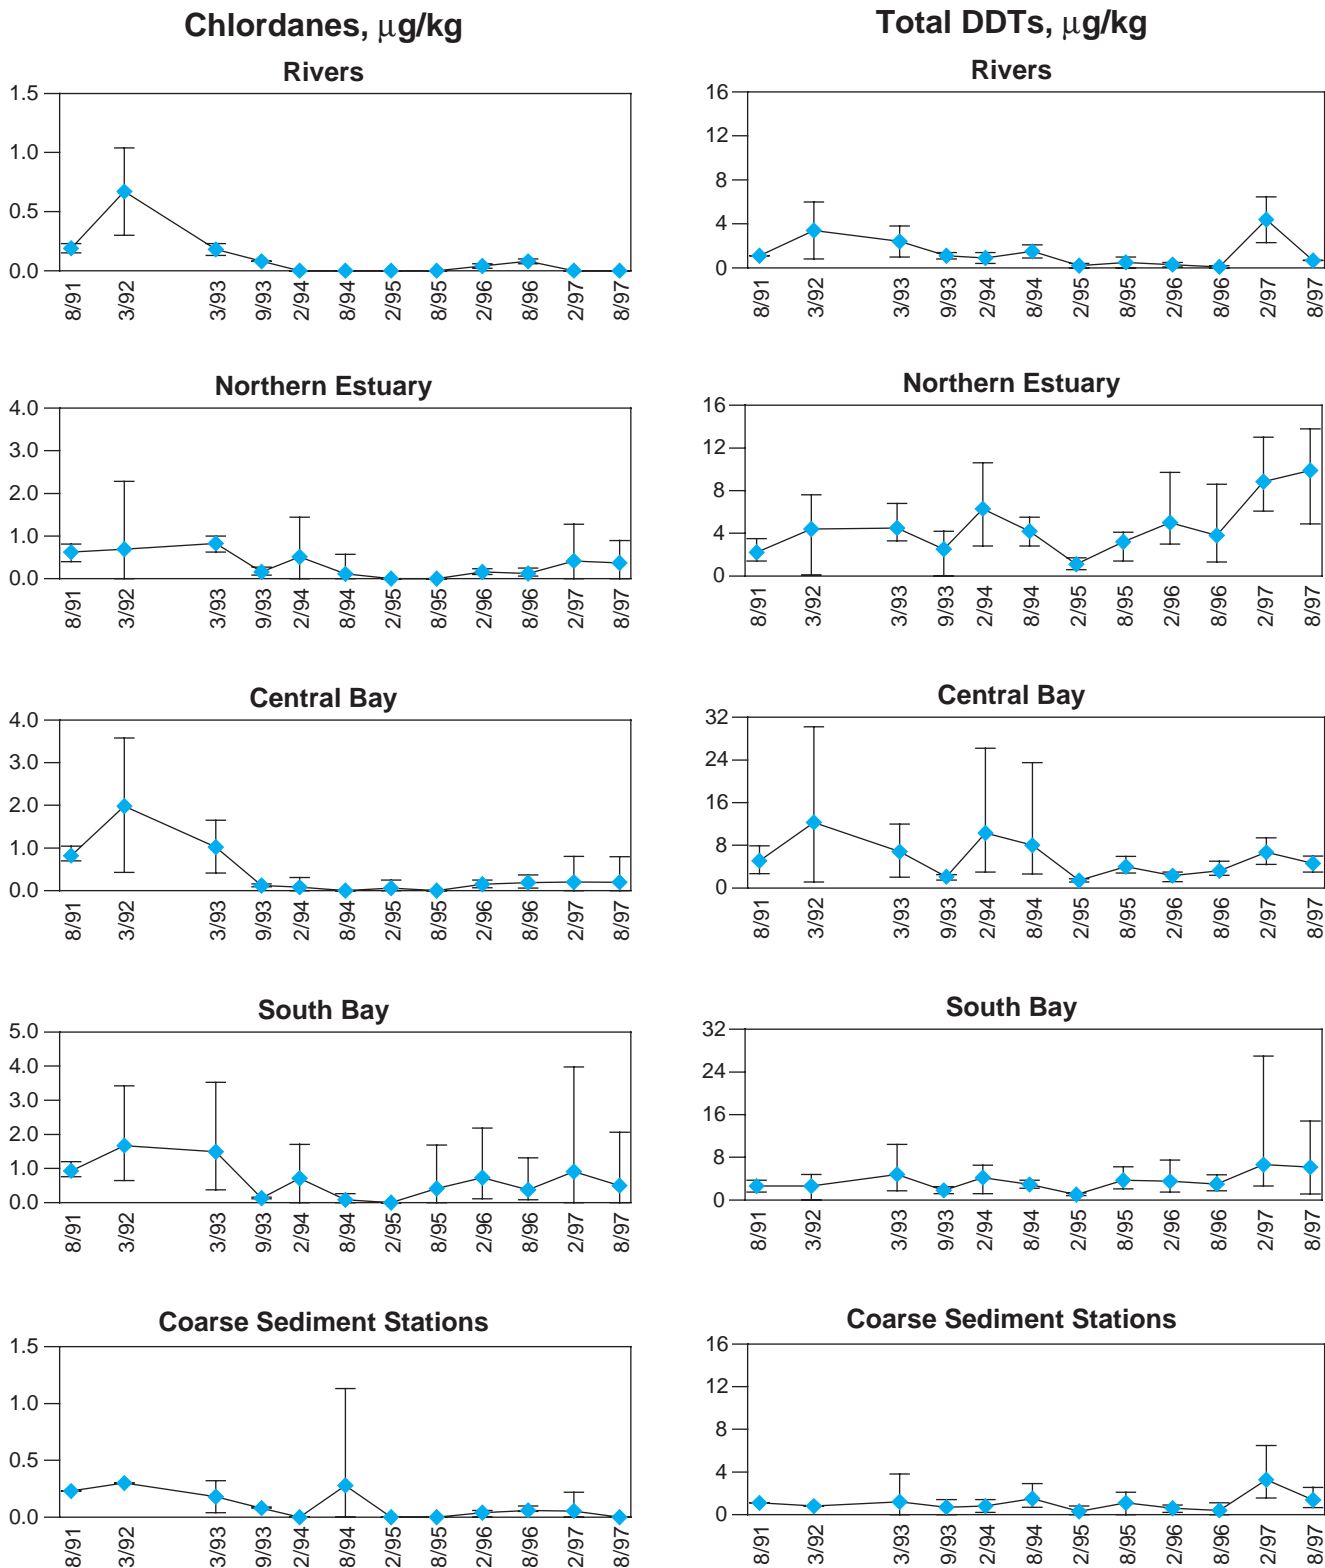 Chlordanes, µg/kg
Rivers
1.5
1.0
0.5
0.0
8/91 3/92 3/93 9/93 2/94 8/94 2/95 8/95 2/96 8/96 2/97 8/97
Northern Estuary
4.0
3.0
2.0
1.0
0.0
8/91 3/92 3/93 9/93 2/94 8/94 2/95 8/95 2/96 8/96 2/97 8/97
Central Bay
4.0
3.0
2.0
1.0
0.0
8/91 3/92 3/93 9/93 2/94 8/94 2/95 8/95 2/96 8/96 2/97 8/97
South Bay
5.0
4.0
3.0
2.0
1.0
0.0
8/91 3/92 3/93 9/93 2/94 8/94 2/95 8/95 2/96 8/96 2/97 8/97
Coarse Sediment Stations
1.5
1.0
0.5
0.0
8/91 3/92 3/93 9/93 2/94 8/94 2/95 8/95 2/96 8/96 2/97 8/97
Total DDTs, µg/kg
Rivers
16
12
8
4
0
8/91 3/92 3/93 9/93 2/94 8/94 2/95 8/95 2/96 8/96 2/97 8/97
Northern Estuary
16
12
8
4
0
8/91 3/92 3/93 9/93 2/94 8/94 2/95 8/95 2/96 8/96 2/97 8/97
Central Bay
32
24
16
8
0
8/91 3/92 3/93 9/93 2/94 8/94 2/95 8/95 2/96 8/96 2/97 8/97
South Bay
32
24
16
8
0
8/91 3/92 3/93 9/93 2/94 8/94 2/95 8/95 2/96 8/96 2/97 8/97
Coarse Sediment Stations
16
12
8
4
0
8/91 3/92 3/93 9/93 2/94 8/94 2/95 8/95 2/96 8/96 2/97 8/97